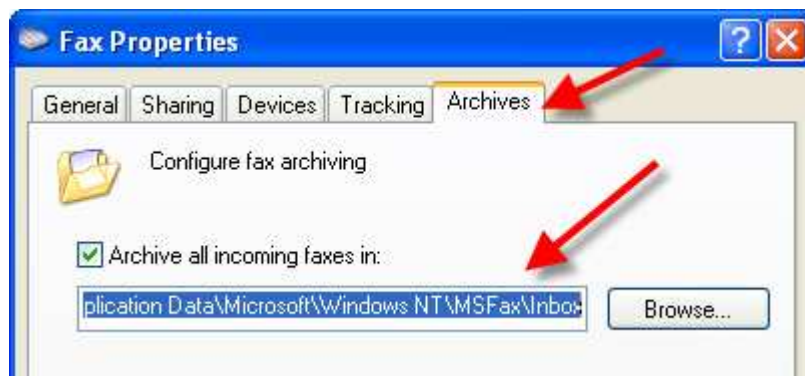 Fax Properties
General Sharing Devices Tracking Archives
Configure fax archiving
Archive all incoming faxes in:
plication Data\Microsoft\Windows NT\MSFax\Inbox
Browse...